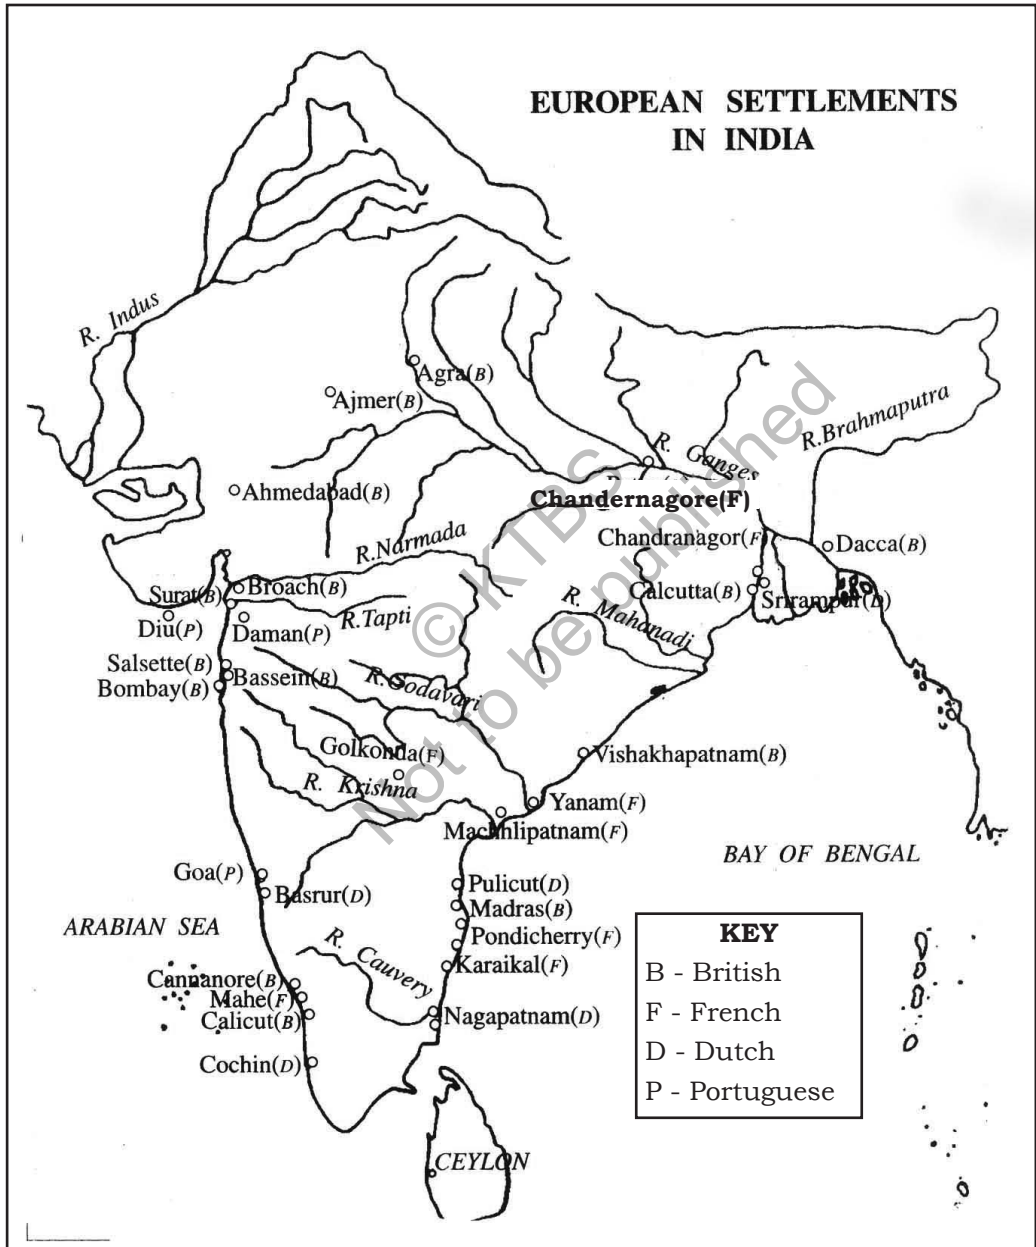 EUROPEAN SETTLEMENTS
IN INDIA
R. Indus
Agra(B)
Ajmer(B)
R. Ganges
R.Brahmaputra
Ahmedabad(B)
Chandernagore(F)
R.Narmada
Chandranagor(F)
Dacca(B)
Surat(B)
Broach(B)
Calcutta(B)
Srirampur(D)
R.Tapti
R. Mahanadi
Diu(P)
Daman(P)
Salsette(B)
Bassein(B)
Bombay(B)
R.Godavari
Golkonda(F)
Vishakhapatnam(B)
R. Krishna
Yanam(F)
Machhlipatnam(F)
BAY OF BENGAL
Goa(P)
Basrur(D)
Pulicut(D)
Madras(B)
ARABIAN SEA
Pondicherry(F)
R. Cauvery
Karaikal(F)
Cannanore(B)
Mahe(F)
Calicut(B)
Nagapatnam(D)
Cochin(D)
CEYLON
KEY
B - British
F - French
D - Dutch
P - Portuguese
© KTBS
Not to be published